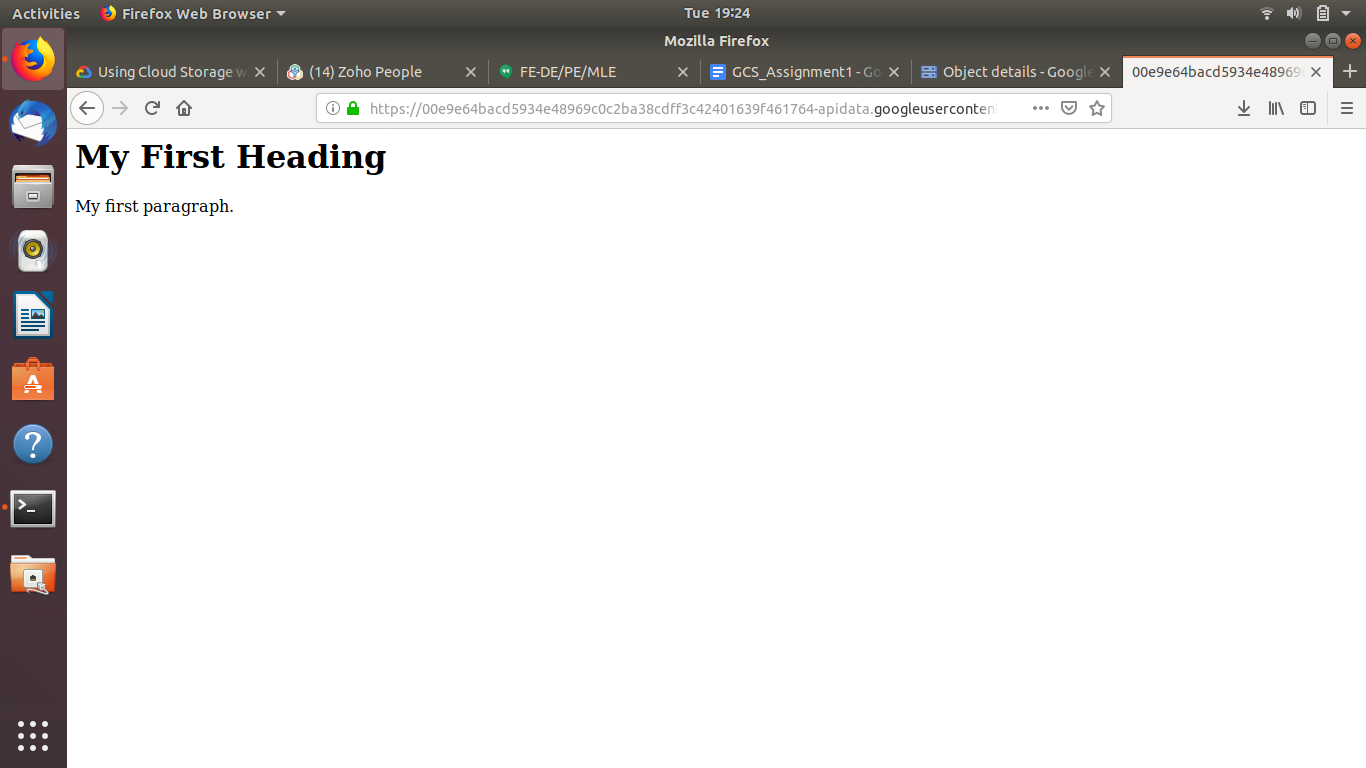 Activities Firefox Web Browser Tue 19:24
Mozilla Firefox
Using Cloud Storage w (14) Zoho People FE-DE/PE/MLE GCS_Assignment1 - Go Object details - Google 00e9e64bacd5934e48969
https://00e9e64bacd5934e48969c0c2ba38cdff3c42401639f461764-apidata.googleusercontent
My First Heading
My first paragraph.